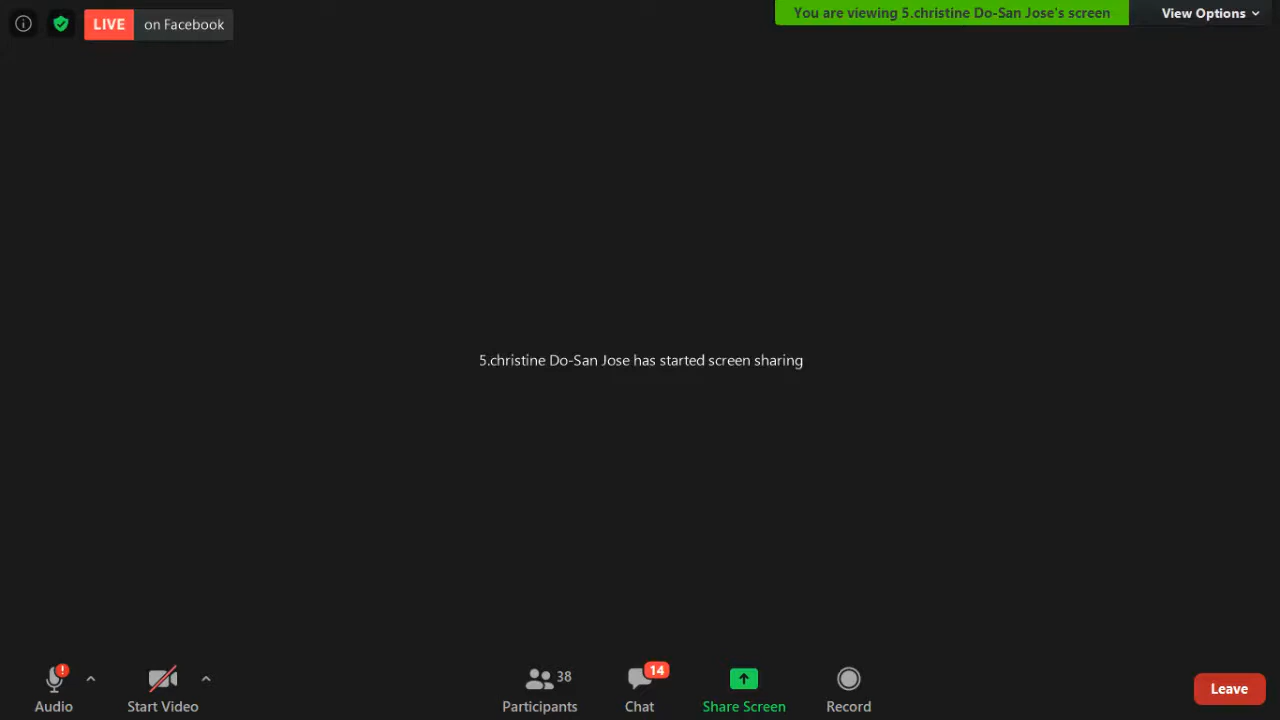 LIVE on Facebook
You are viewing 5.christine Do-San Jose's screen
View Options
5.christine Do-San Jose has started screen sharing
!
38
14
Audio
Start Video
Participants
Chat
Share Screen
Record
Leave